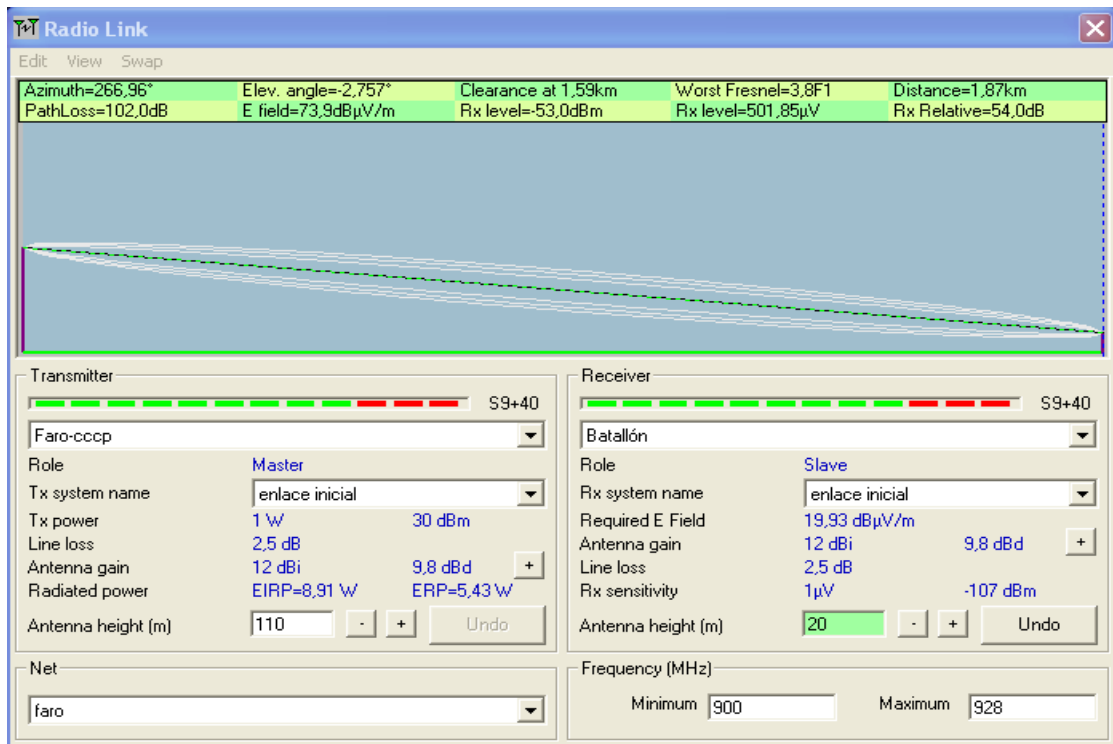 Radio Link
Edit View Swap
Azimuth=266,96° Elev. angle=-2,757° Clearance at 1,59km Worst Fresnel=3,8F1 Distance=1,87km
PathLoss=102,0dB E field=73,9dBµV/m Rx level=-53,0dBm Rx level=501,85µV Rx Relative=54,0dB
Transmitter
S9+40
Faro-cccp
Role Master
Tx system name enlace inicial
Tx power 1 W 30 dBm
Line loss 2,5 dB
Antenna gain 12 dBi 9,8 dBd +
Radiated power EIRP=8,91 W ERP=5,43 W
Antenna height (m) 110 - + Undo
Net
faro
Receiver
S9+40
Batallón
Role Slave
Rx system name enlace inicial
Required E Field 19,93 dBµV/m
Antenna gain 12 dBi 9,8 dBd +
Line loss 2,5 dB
Rx sensitivity 1µV -107 dBm
Antenna height (m) 20 - + Undo
Frequency (MHz)
Minimum 900 Maximum 928